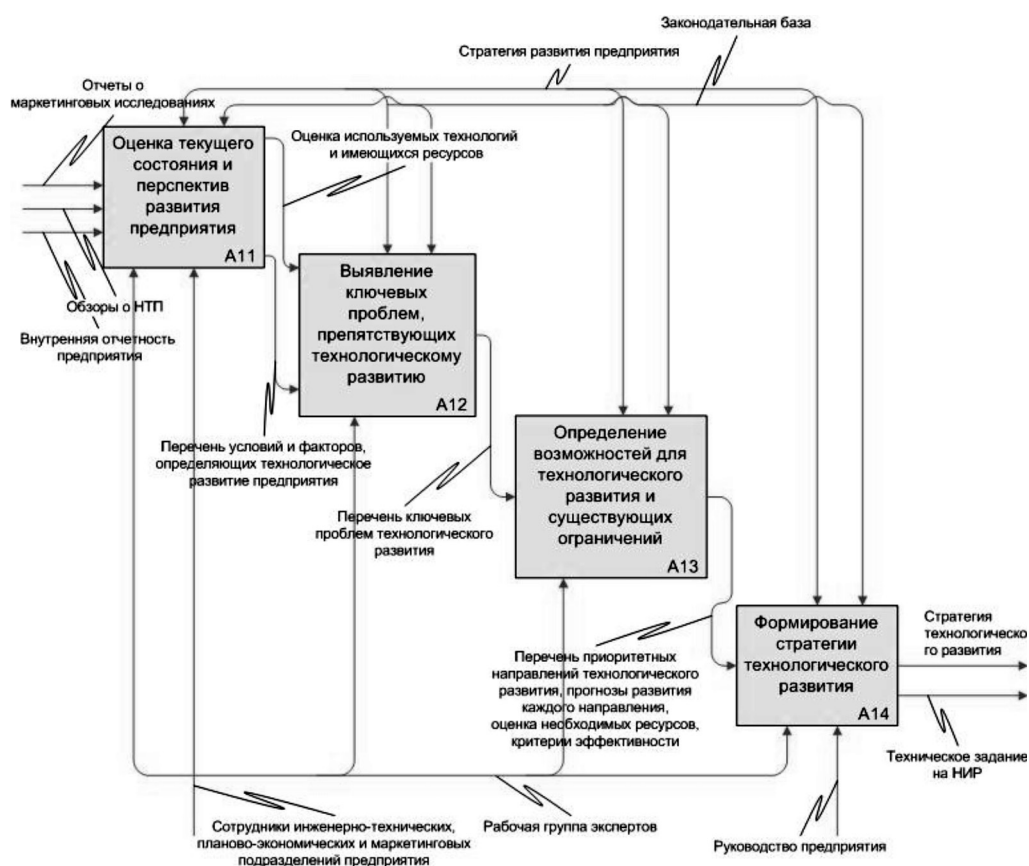 Законодательная база
Стратегия развития предприятия
Отчеты о
маркетинговых исследованиях
Оценка текущего
состояния и
перспектив
развития
предприятия
A11
Оценка используемых технологий
и имеющихся ресурсов
Обзоры о НТП
Внутренняя отчетность
предприятия
Выявление
ключевых
проблем,
препятствующих
технологическому
развитию
A12
Перечень условий и факторов,
определяющих технологическое
развитие предприятия
Перечень ключевых
проблем технологического
развития
Определение
возможностей для
технологического
развития и
существующих
ограничений
A13
Перечень приоритетных
направлений технологического
развития, прогнозы развития
каждого направления,
оценка необходимых ресурсов,
критерии эффективности
Формирование
стратегии
технологического
развития
A14
Стратегия
технологическо
го развития
Техническое задание
на НИР
Сотрудники инженерно-технических,
планово-экономических и маркетинговых
подразделений предприятия
Рабочая группа экспертов
Руководство предприятия